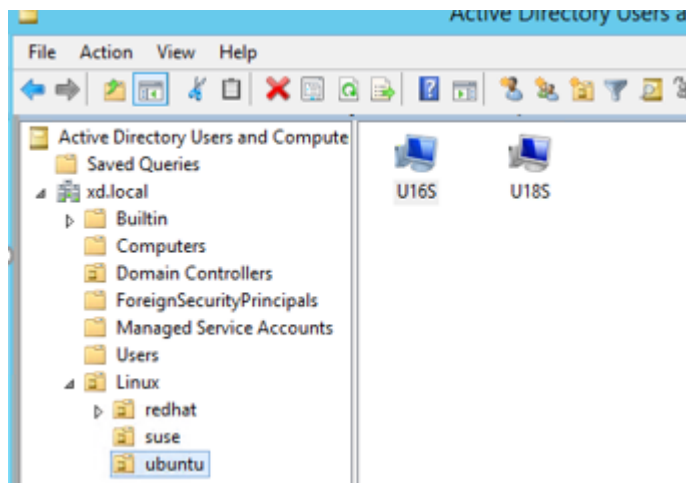 Active Directory Users a
File Action View Help
Active Directory Users and Compute
Saved Queries
xd.local
Builtin
Computers
Domain Controllers
ForeignSecurityPrincipals
Managed Service Accounts
Users
Linux
redhat
suse
ubuntu
U16S U18S